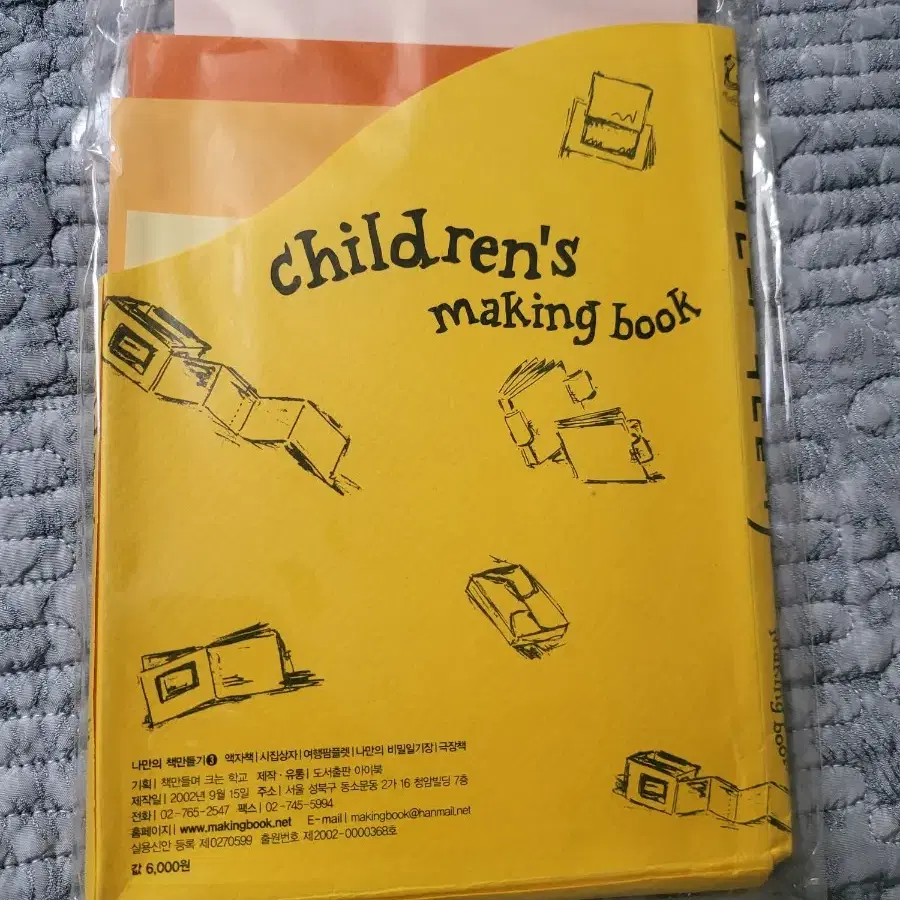 children's
making book
나만의 책만들기❸ 액자책 | 시집상자 | 여행팜플렛 | 나만의 비밀일기장 | 극장책
기획 | 책만들며 크는 학교 제작·유통 | 도서출판 아이북
제작일 | 2002년 9월 15일 주소 | 서울 성북구 동소문동 2가 16 청암빌딩 7층
전화 | 02-765-2547 팩스 | 02-745-5994
홈페이지 | www.makingbook.net E-mail | makingbook@hanmail.net
실용신안 등록 제0270599 출원번호 제2002-0000368호
값 6,000원
making boo